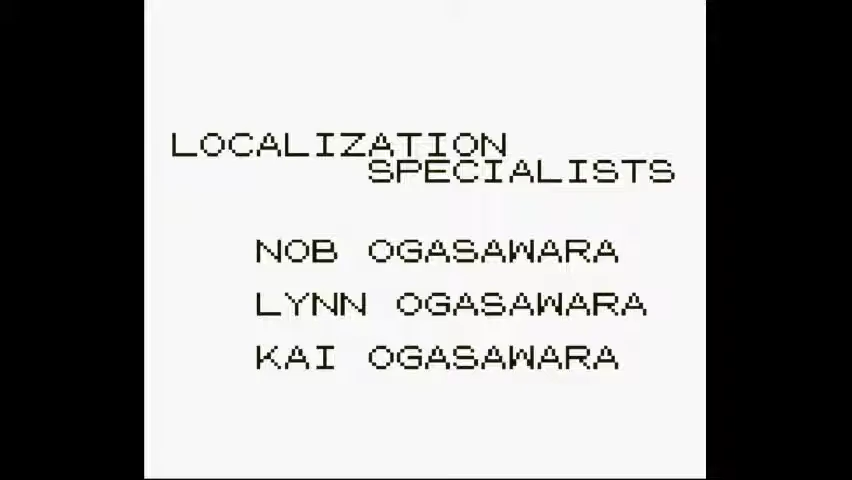 LOCALIZATION
SPECIALISTS
NOB OGASAWARA
LYNN OGASAWARA
KAI OGASAWARA